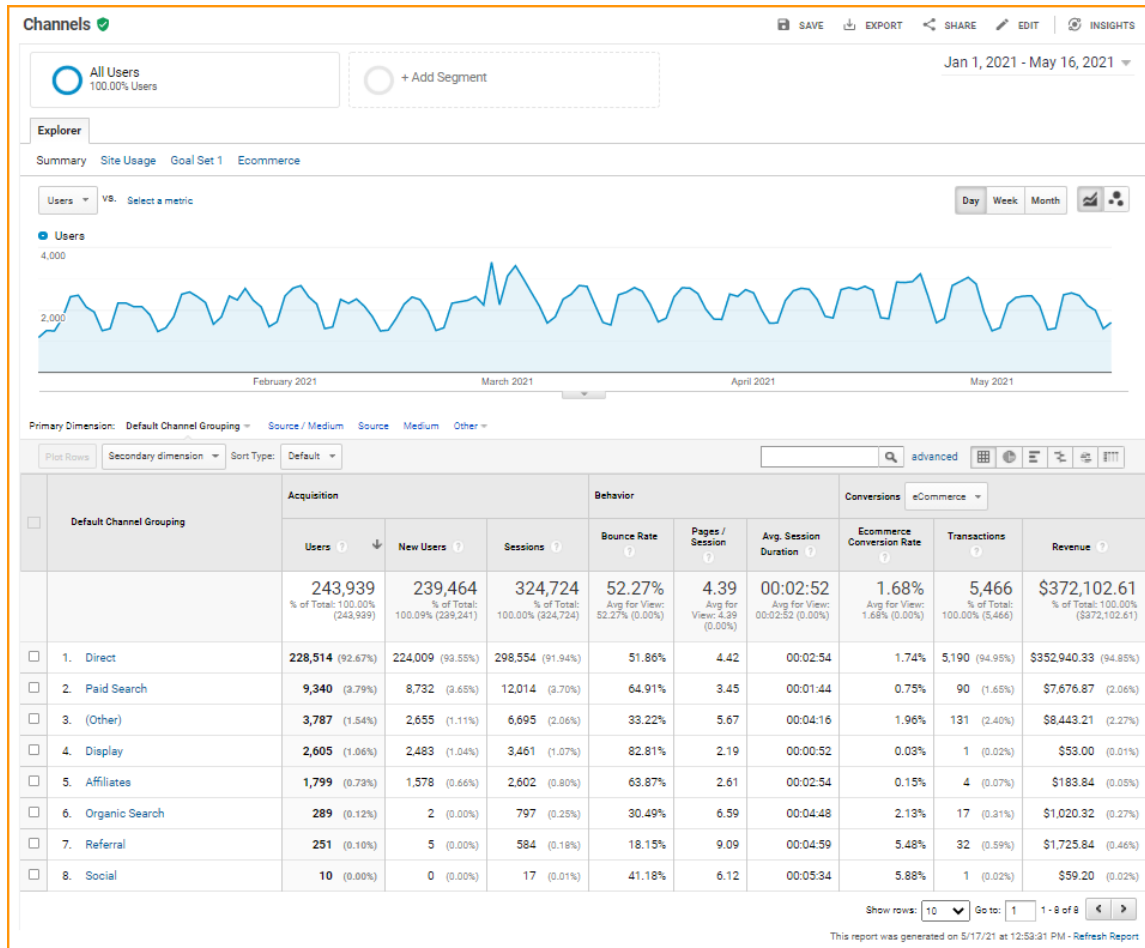 Channels
SAVE EXPORT SHARE EDIT INSIGHTS
All Users
100.00% Users
+ Add Segment
Jan 1, 2021 - May 16, 2021
Explorer
Summary Site Usage Goal Set 1 Ecommerce
Users VS. Select a metric
Day Week Month
Users
4,000
2,000
February 2021 March 2021 April 2021 May 2021
Primary Dimension: Default Channel Grouping Source / Medium Source Medium Other
Plot Rows Secondary dimension Sort Type: Default advanced
Default Channel Grouping
Acquisition Behavior Conversions eCommerce
Users ? New Users ? Sessions ? Bounce Rate ? Pages / Session ? Avg. Session Duration ? Ecommerce Conversion Rate ? Transactions ? Revenue ?
243,939 239,464 324,724 52.27% 4.39 00:02:52 1.68% 5,466 $372,102.61
% of Total: 100.00% (243,939) % of Total: 100.09% (239,241) % of Total: 100.00% (324,724) Avg for View: 52.27% (0.00%) Avg for View: 4.39 (0.00%) Avg for View: 00:02:52 (0.00%) Avg for View: 1.68% (0.00%) % of Total: 100.00% (5,466) % of Total: 100.00% ($372,102.61)
1. Direct 228,514 (92.67%) 224,009 (93.55%) 298,554 (91.94%) 51.86% 4.42 00:02:54 1.74% 5,190 (94.95%) $352,940.33 (94.85%)
2. Paid Search 9,340 (3.79%) 8,732 (3.65%) 12,014 (3.70%) 64.91% 3.45 00:01:44 0.75% 90 (1.65%) $7,676.87 (2.06%)
3. (Other) 3,787 (1.54%) 2,655 (1.11%) 6,695 (2.06%) 33.22% 5.67 00:04:16 1.96% 131 (2.40%) $8,443.21 (2.27%)
4. Display 2,605 (1.06%) 2,483 (1.04%) 3,461 (1.07%) 82.81% 2.19 00:00:52 0.03% 1 (0.02%) $53.00 (0.01%)
5. Affiliates 1,799 (0.73%) 1,578 (0.66%) 2,602 (0.80%) 63.87% 2.61 00:02:54 0.15% 4 (0.07%) $183.84 (0.05%)
6. Organic Search 289 (0.12%) 2 (0.00%) 797 (0.25%) 30.49% 6.59 00:04:48 2.13% 17 (0.31%) $1,020.32 (0.27%)
7. Referral 251 (0.10%) 5 (0.00%) 584 (0.18%) 18.15% 9.09 00:04:59 5.48% 32 (0.59%) $1,725.84 (0.46%)
8. Social 10 (0.00%) 0 (0.00%) 17 (0.01%) 41.18% 6.12 00:05:34 5.88% 1 (0.02%) $59.20 (0.02%)
Show rows: 10 Go to: 1 1 - 8 of 8
This report was generated on 5/17/21 at 12:53:31 PM - Refresh Report